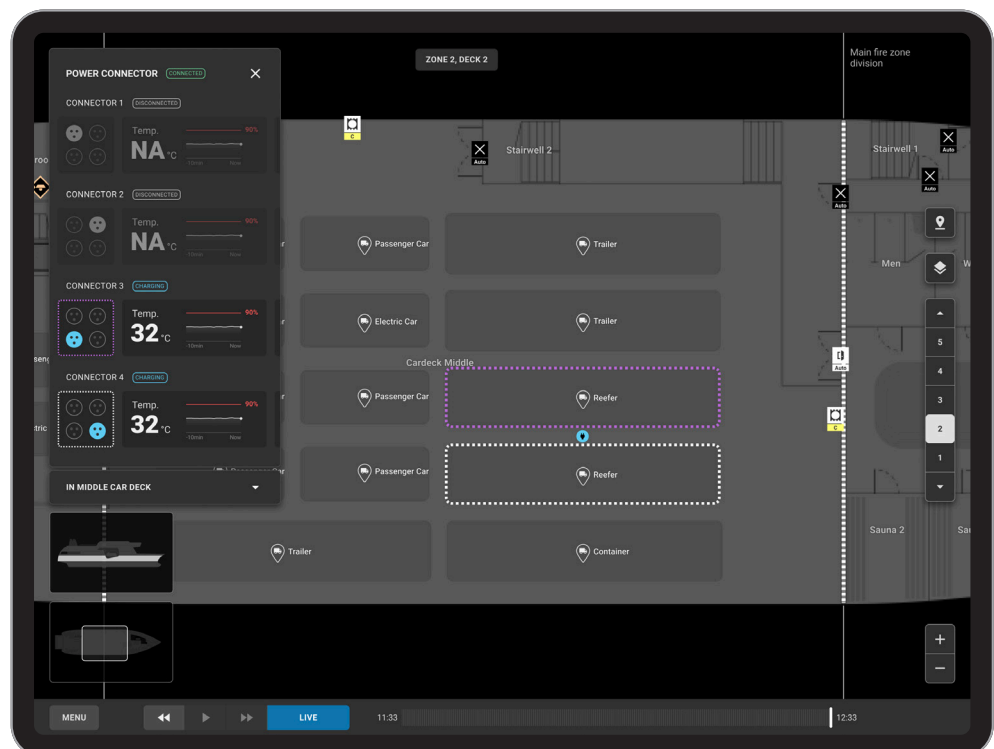 ZONE 2, DECK 2
Main fire zone
division
POWER CONNECTOR
CONNECTED
CONNECTOR 1
DISCONNECTED
Temp.
NA °C
90%
-10min
Now
CONNECTOR 2
DISCONNECTED
Temp.
NA °C
90%
-10min
Now
CONNECTOR 3
CHARGING
Temp.
32 °C
90%
-10min
Now
CONNECTOR 4
CHARGING
Temp.
32 °C
90%
-10min
Now
IN MIDDLE CAR DECK
C
Auto
Stairwell 2
Stairwell 1
Auto
Auto
Auto
Passenger Car
Trailer
Men
Electric Car
Trailer
Cardeck Middle
Auto
Passenger Car
Reefer
C
Passenger Car
Reefer
Passenger Car
Trailer
Container
Sauna 2
5
4
3
2
1
+
−
MENU
LIVE
11:33
12:33